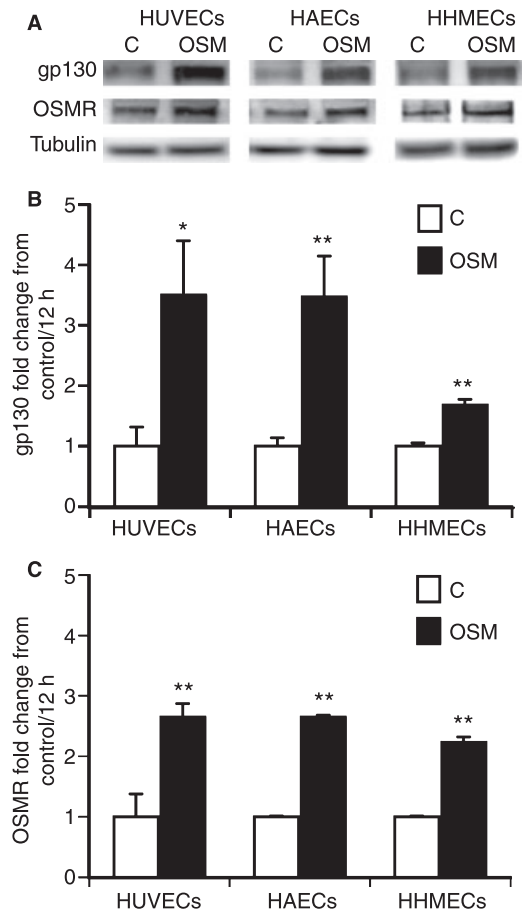 A
HUVECs HAECs HHMECs
C OSM C OSM C OSM
gp130
OSMR
Tubulin
B
gp130 fold change from
control/12 h
5
4
3
2
1
0
* ** **
C
OSM
HUVECs HAECs HHMECs
C
OSMR fold change from
control/12 h
5
4
3
2
1
0
** ** **
C
OSM
HUVECs HAECs HHMECs